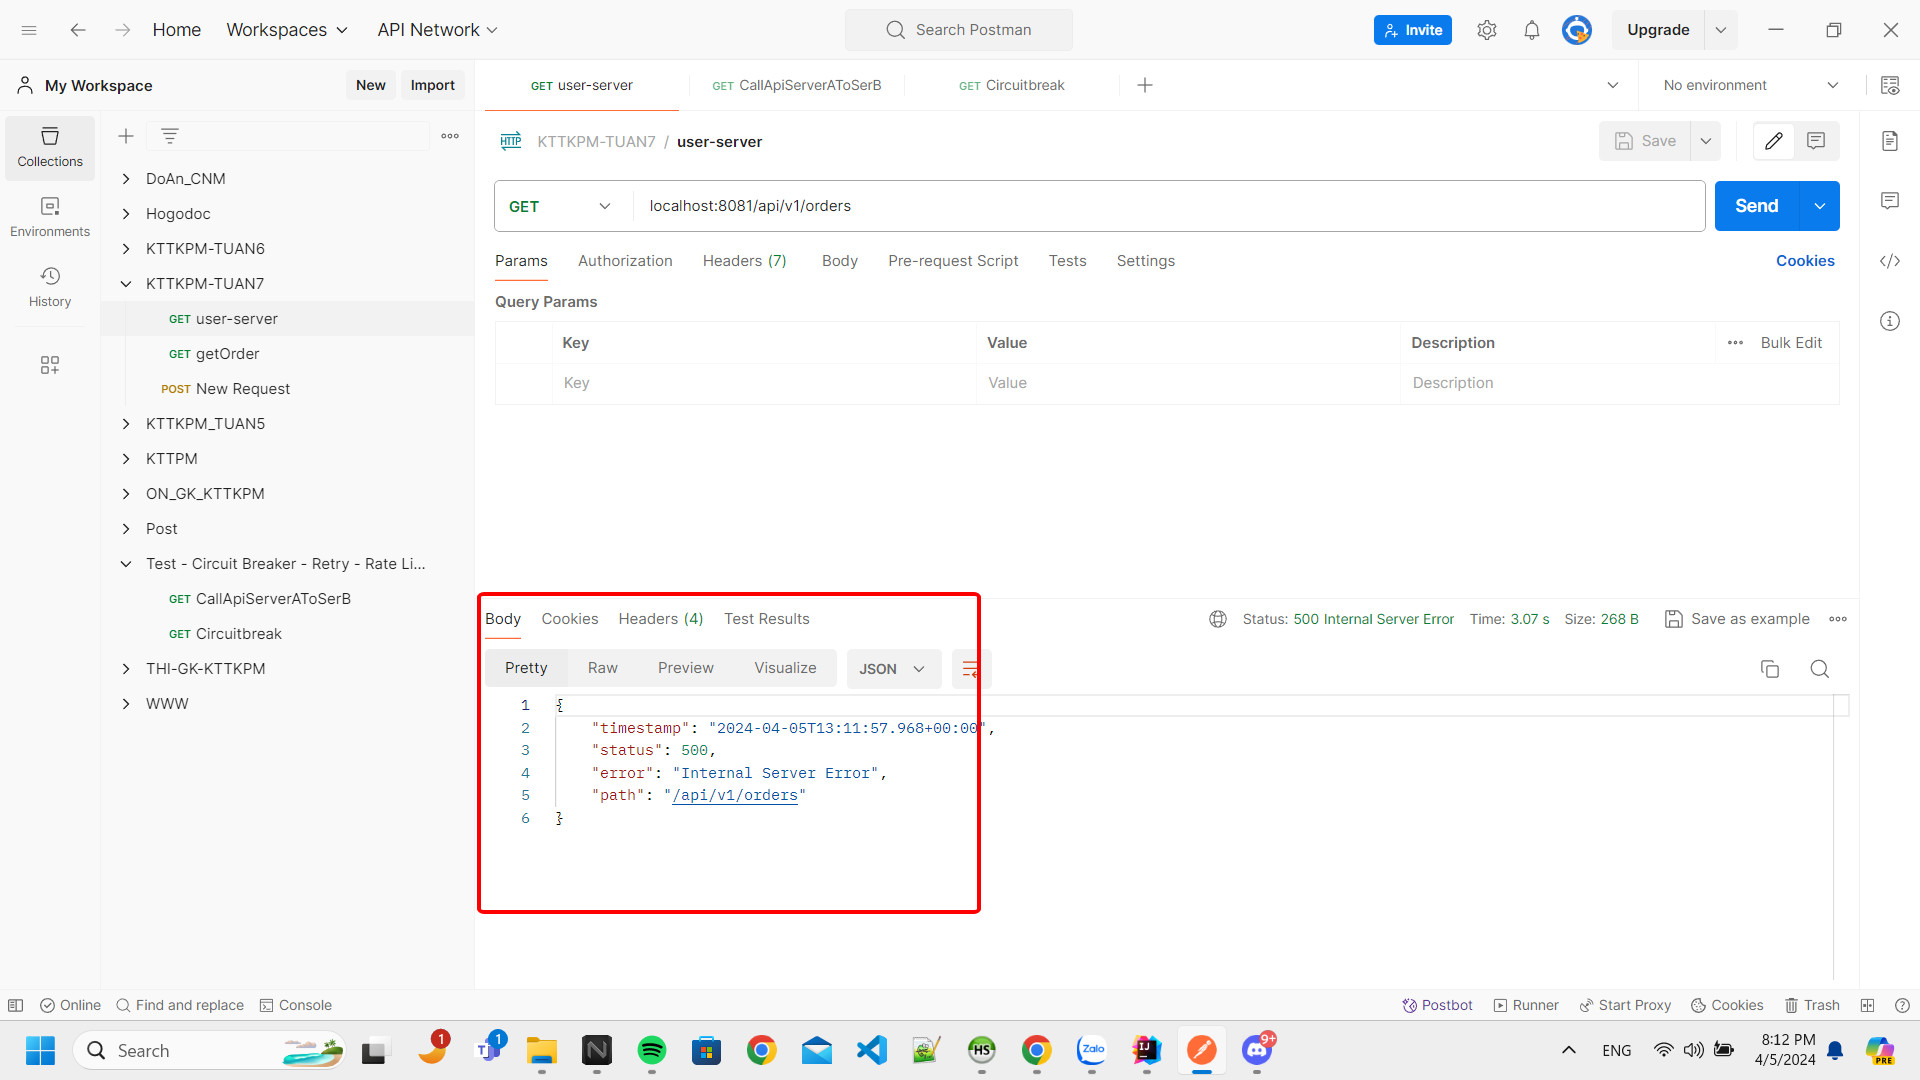 Home
Workspaces
API Network
Search Postman
Invite
Upgrade
My Workspace
New
Import
GET user-server
GET CallApiServerAToSerB
GET Circuitbreak
No environment
Collections
Environments
History
DoAn_CNM
Hogodoc
KTTKPM-TUAN6
KTTKPM-TUAN7
GET user-server
GET getOrder
POST New Request
KTTKPM_TUAN5
KTTPM
ON_GK_KTTKPM
Post
Test - Circuit Breaker - Retry - Rate Li...
GET CallApiServerAToSerB
GET Circuitbreak
THI-GK-KTTKPM
WWW
HTTP KTTKPM-TUAN7 / user-server
Save
GET
localhost:8081/api/v1/orders
Send
Params
Authorization
Headers (7)
Body
Pre-request Script
Tests
Settings
Cookies
Query Params
Key
Value
Description
Bulk Edit
Key
Value
Description
Body
Cookies
Headers (4)
Test Results
Status: 500 Internal Server Error
Time: 3.07 s
Size: 268 B
Save as example
Pretty
Raw
Preview
Visualize
JSON
1 {
2 "timestamp": "2024-04-05T13:11:57.968+00:00",
3 "status": 500,
4 "error": "Internal Server Error",
5 "path": "/api/v1/orders"
6 }
Online
Find and replace
Console
Postbot
Runner
Start Proxy
Cookies
Trash
Search
1
1
HS
Zalo
9+
ENG
8:12 PM
4/5/2024
PRE